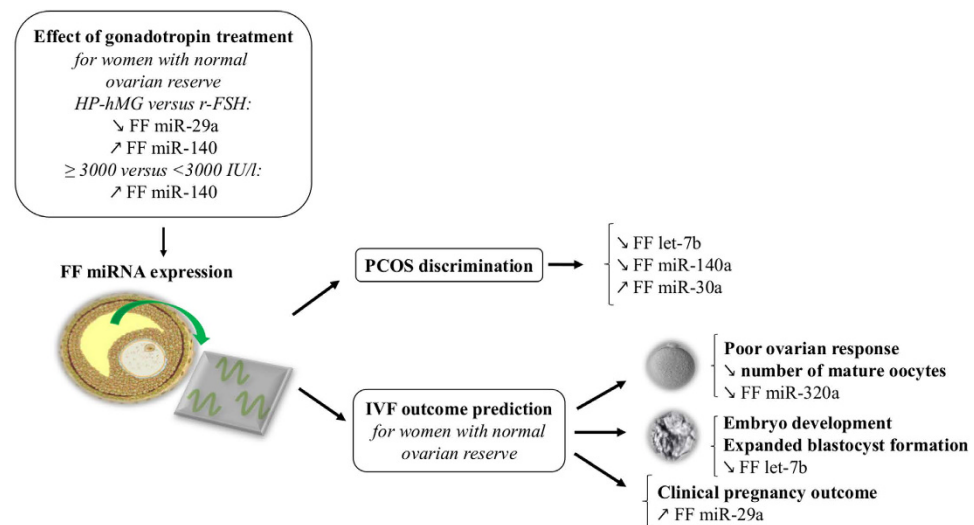 Effect of gonadotropin treatment
for women with normal
ovarian reserve
HP-hMG versus r-FSH:
↘ FF miR-29a
↗ FF miR-140
≥ 3000 versus <3000 IU/l:
↗ FF miR-140
FF miRNA expression
PCOS discrimination
↘ FF let-7b
↘ FF miR-140a
↗ FF miR-30a
IVF outcome prediction
for women with normal
ovarian reserve
Poor ovarian response
↘ number of mature oocytes
↘ FF miR-320a
Embryo development
Expanded blastocyst formation
↘ FF let-7b
Clinical pregnancy outcome
↗ FF miR-29a